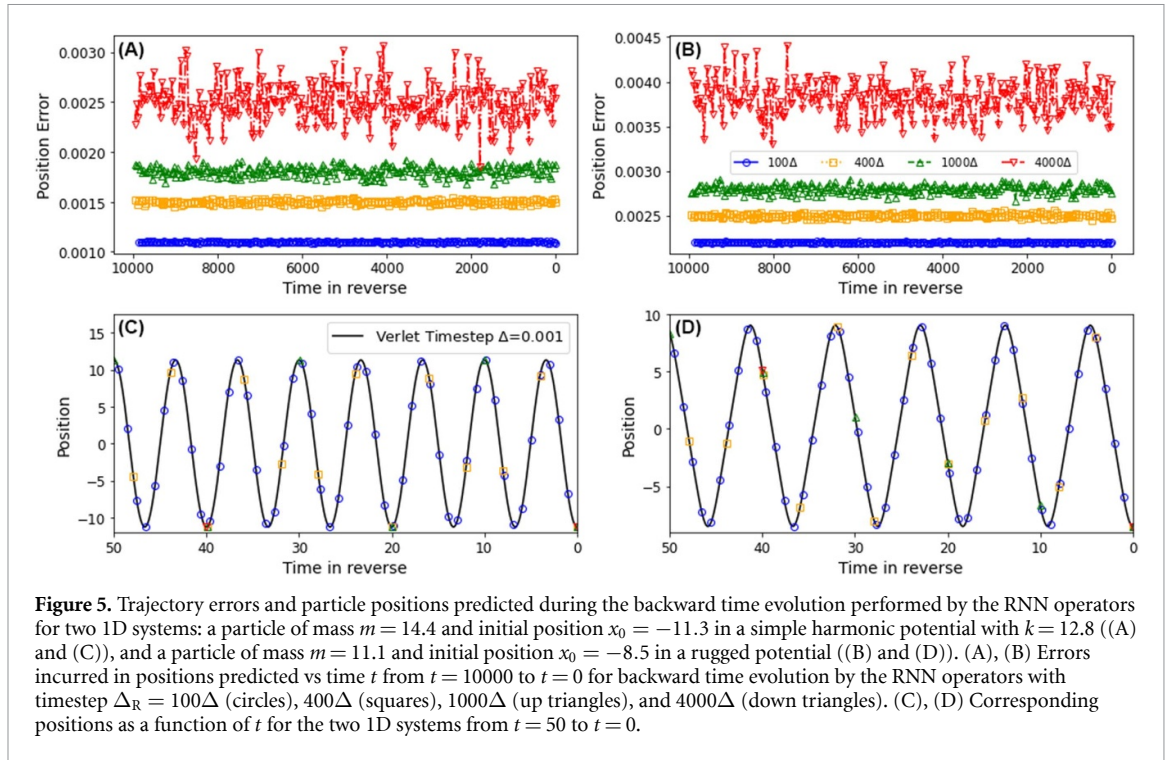 (A)
0.0030
0.0025
0.0020
0.0015
0.0010
Position Error
10000 8000 6000 4000 2000 0
Time in reverse
(B)
0.0045
0.0040
0.0035
0.0030
0.0025
Position Error
100Δ 400Δ 1000Δ 4000Δ
10000 8000 6000 4000 2000 0
Time in reverse
(C)
Verlet Timestep Δ=0.001
15
10
5
0
−5
−10
Position
50 40 30 20 10 0
Time in reverse
(D)
10
5
0
−5
Position
50 40 30 20 10 0
Time in reverse
Figure 5. Trajectory errors and particle positions predicted during the backward time evolution performed by the RNN operators
for two 1D systems: a particle of mass m = 14.4 and initial position x₀ = −11.3 in a simple harmonic potential with k = 12.8 ((A)
and (C)), and a particle of mass m = 11.1 and initial position x₀ = −8.5 in a rugged potential ((B) and (D)). (A), (B) Errors
incurred in positions predicted vs time t from t = 10000 to t = 0 for backward time evolution by the RNN operators with
timestep Δ_R = 100Δ (circles), 400Δ (squares), 1000Δ (up triangles), and 4000Δ (down triangles). (C), (D) Corresponding
positions as a function of t for the two 1D systems from t = 50 to t = 0.